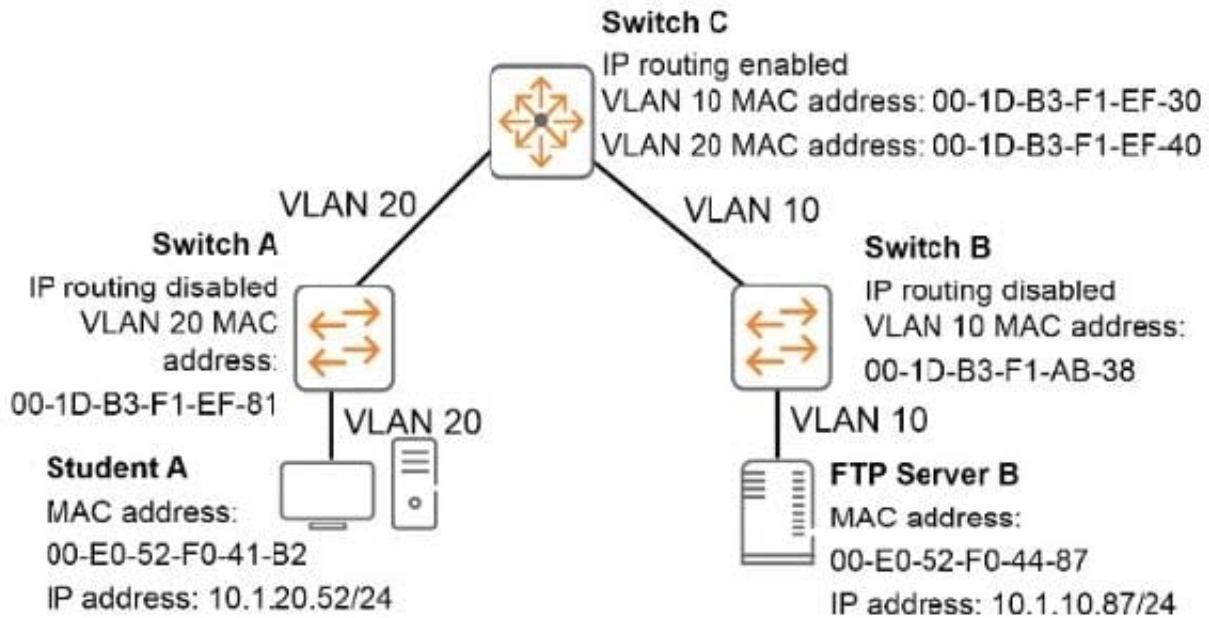 Switch C
IP routing enabled
VLAN 10 MAC address: 00-1D-B3-F1-EF-30
VLAN 20 MAC address: 00-1D-B3-F1-EF-40
VLAN 20
VLAN 10
Switch A
IP routing disabled
VLAN 20 MAC
address:
00-1D-B3-F1-EF-81
Switch B
IP routing disabled
VLAN 10 MAC address:
00-1D-B3-F1-AB-38
VLAN 20
VLAN 10
Student A
MAC address:
00-E0-52-F0-41-B2
IP address: 10.1.20.52/24
FTP Server B
MAC address:
00-E0-52-F0-44-87
IP address: 10.1.10.87/24